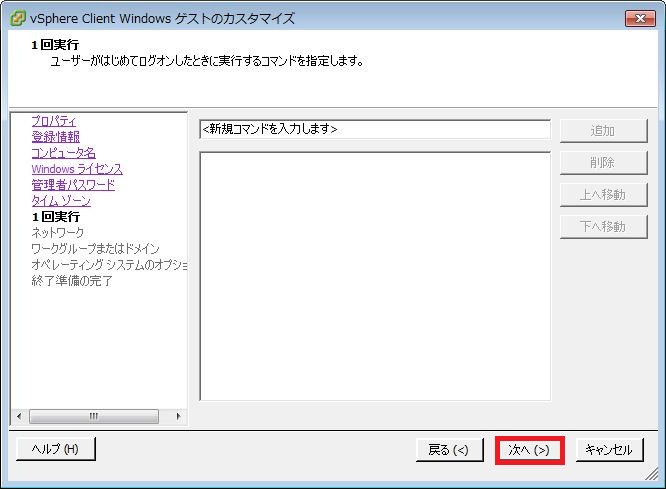 vSphere Client Windows ゲストのカスタマイズ
1回実行
ユーザーがはじめてログオンしたときに実行するコマンドを指定します。
プロパティ
登録情報
コンピュータ名
Windows ライセンス
管理者パスワード
タイム ゾーン
1回実行
ネットワーク
ワークグループまたはドメイン
オペレーティング システムのオプショ
終了準備の完了
<新規コマンドを入力します>
追加
削除
上へ移動
下へ移動
ヘルプ (H)
戻る (<)
次へ (>)
キャンセル